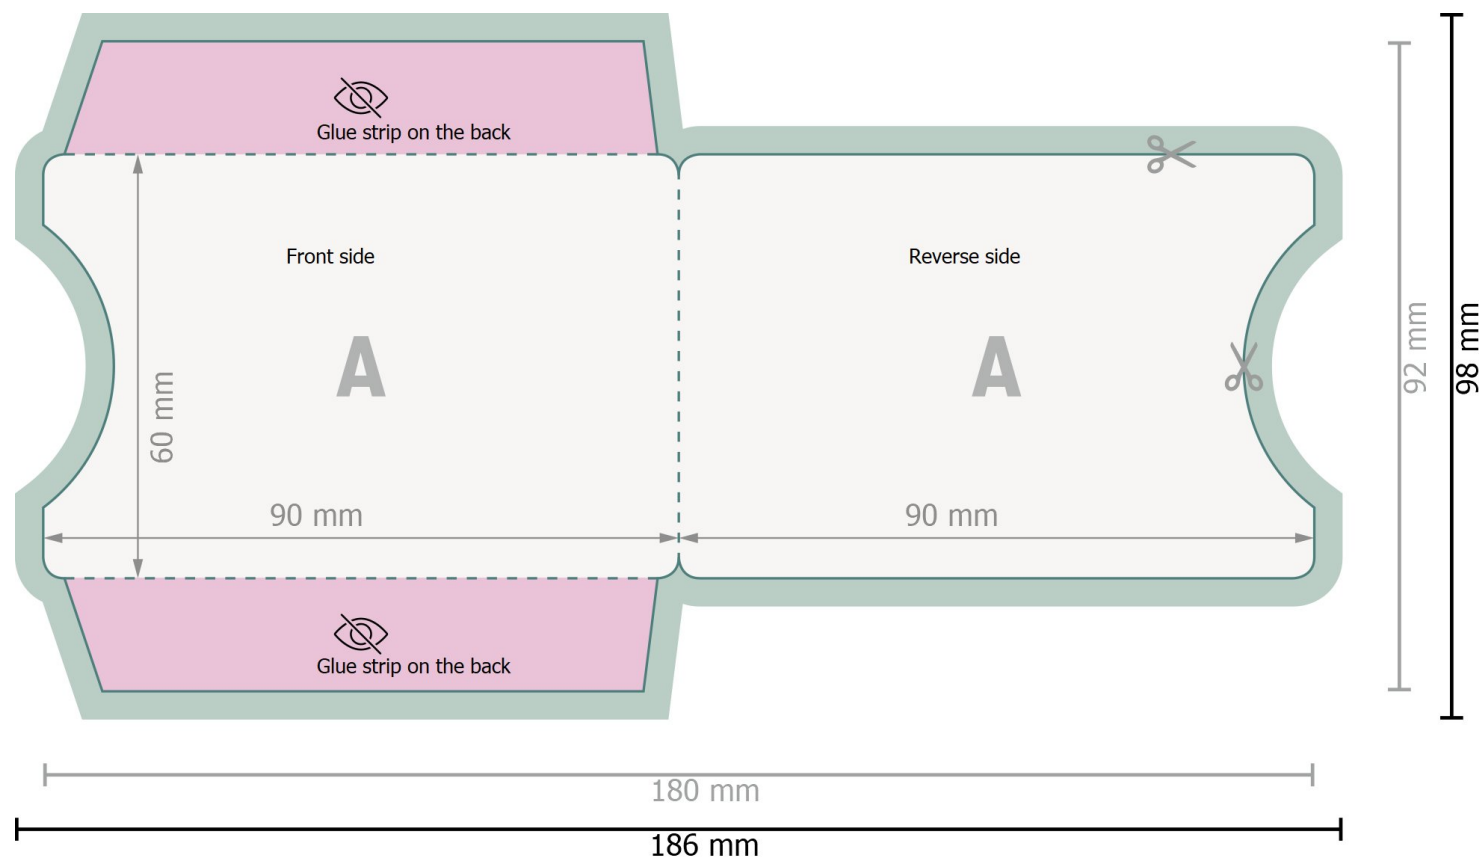 Glue strip on the back
Front side
Reverse side
A
A
60 mm
90 mm
90 mm
Glue strip on the back
92 mm
98 mm
180 mm
186 mm